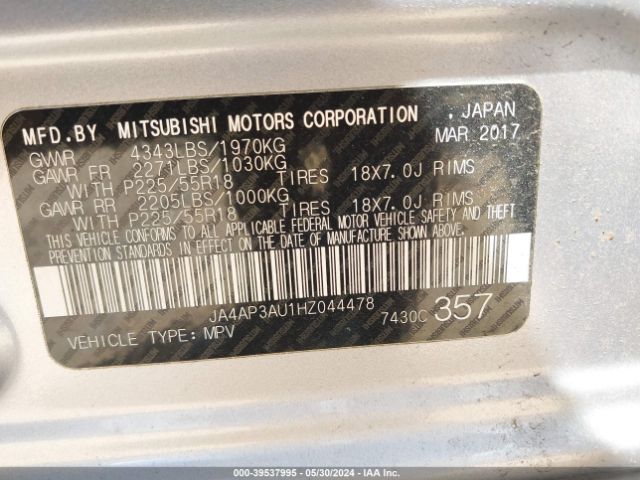 MFD.BY MITSUBISHI MOTORS CORPORATION , JAPAN
MAR 2017
GVWR 4343LBS/1970KG
GAWR FR 2271LBS/1030KG
WITH P225/55R18 TIRES 18X7.0J RIMS
GAWR RR 2205LBS/1000KG
WITH P225/55R18 TIRES 18X7.0J RIMS
THIS VEHICLE CONFORMS TO ALL APPLICABLE FEDERAL MOTOR VEHICLE SAFETY AND THEFT
PREVENTION STANDARDS IN EFFECT ON THE DATE OF MANUFACTURE SHOWN ABOVE.
JA4AP3AU1HZ044478 7430C 357
VEHICLE TYPE: MPV
000-39537995 - 05/30/2024 - IAA Inc.